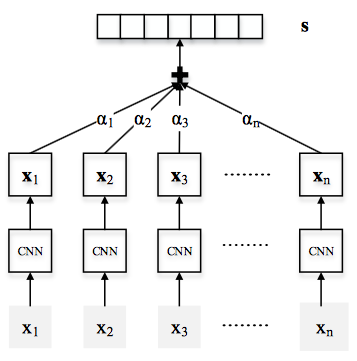 s
α1 α2 α3 αn
x1 x2 x3 ........ xn
CNN CNN CNN ........ CNN
x1 x2 x3 ........ xn